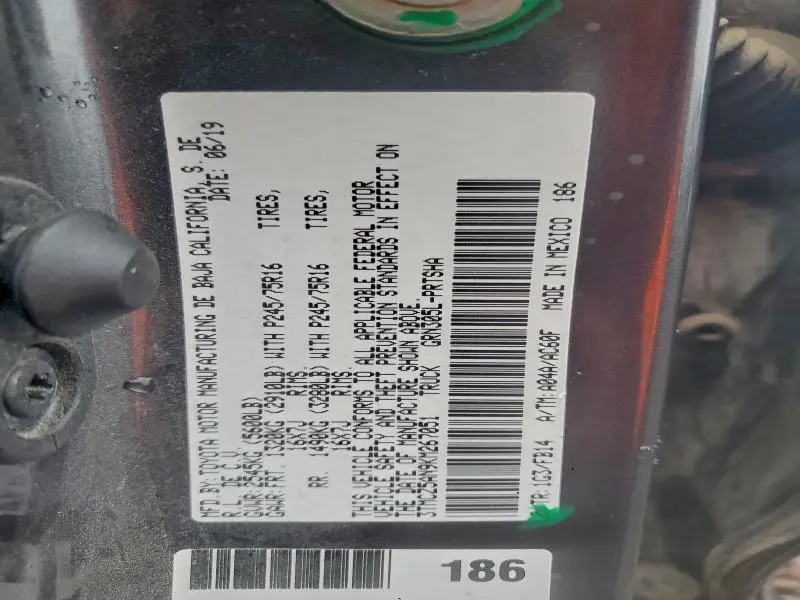 MFD.BY: TOYOTA MOTOR MANUFACTURING DE BAJA CALIFORNIA, S. DE
R.L. DE C.V. DATE: 06/19
GVWR: 2545KG (5600LB)
GAWR: FRT. 1320KG (2910LB) WITH P245/75R16 TIRES,
16X7J RIMS,
RR. 1490KG (3280LB) WITH P245/75R16 TIRES,
16X7J RIMS.
THIS VEHICLE CONFORMS TO ALL APPLICABLE FEDERAL MOTOR
VEHICLE SAFETY AND THEFT PREVENTION STANDARDS IN EFFECT ON
THE DATE OF MANUFACTURE SHOWN ABOVE.
3TMCZ5AN9KM267051 TRUCK GRN305L-PRTSHA
C/TR: 1G3/FB14 A/TM: A04A/AC60F MADE IN MEXICO 186
186